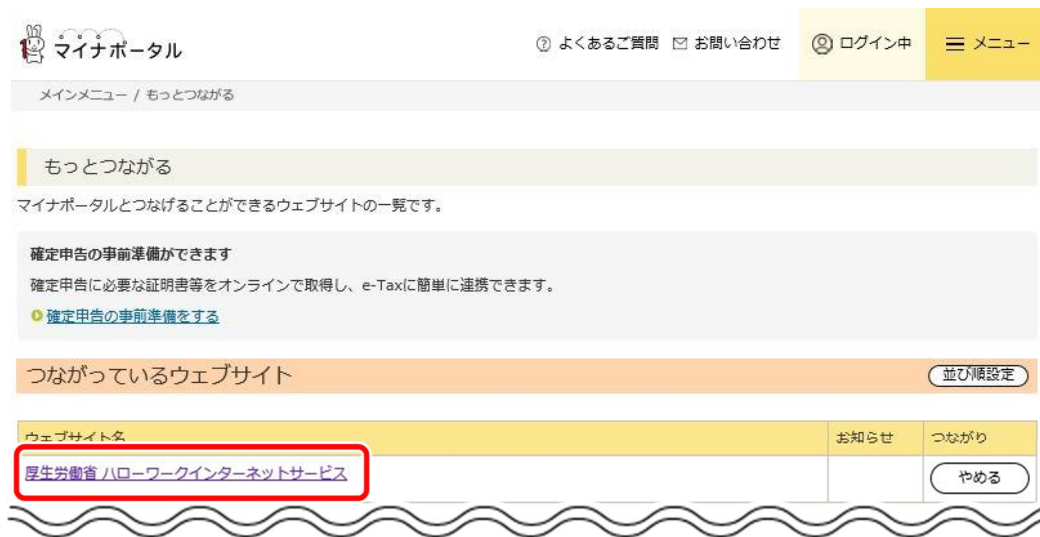 マイナポータル
よくあるご質問 お問い合わせ ログイン中 メニュー
メインメニュー / もっとつながる
もっとつながる
マイナポータルとつなげることができるウェブサイトの一覧です。
確定申告の事前準備ができます
確定申告に必要な証明書等をオンラインで取得し、e-Taxに簡単に連携できます。
確定申告の事前準備をする
つながっているウェブサイト 並び順設定
ウェブサイト名 お知らせ つながり
厚生労働省 ハローワークインターネットサービス やめる